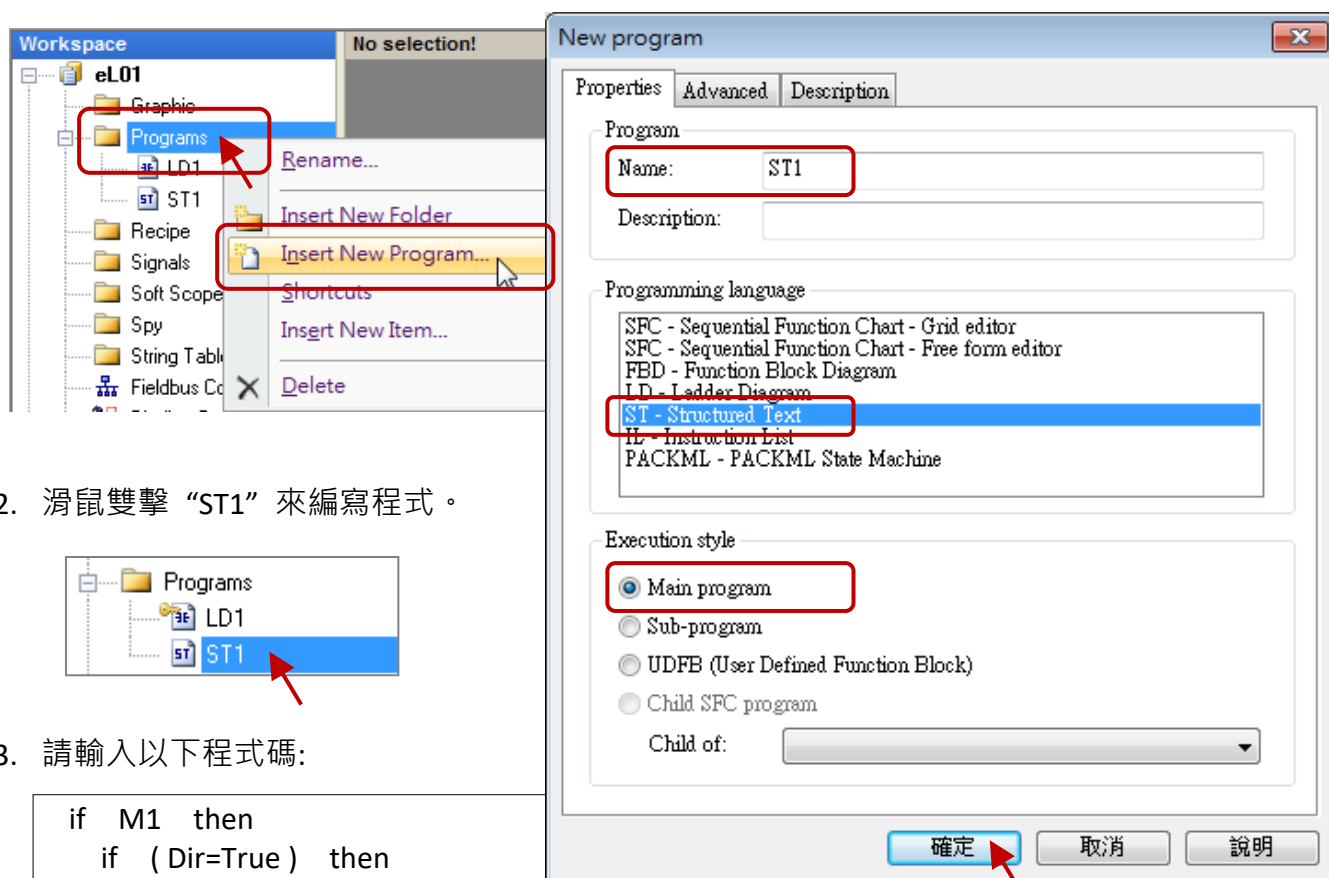 Workspace
No selection!
eL01
Graphic
Programs
LD1
ST1
Recipe
Signals
Soft Scope
Spy
String Tabl
Fieldbus Co
Rename...
Insert New Folder
Insert New Program...
Shortcuts
Insert New Item...
Delete
2. 滑鼠雙擊 “ST1” 來編寫程式。
Programs
LD1
ST1
3. 請輸入以下程式碼:
if M1 then
if ( Dir=True ) then
New program
Properties
Advanced
Description
Program
Name: ST1
Description:
Programming language
SFC - Sequential Function Chart - Grid editor
SFC - Sequential Function Chart - Free form editor
FBD - Function Block Diagram
LD - Ladder Diagram
ST - Structured Text
IL - Instruction List
PACKML - PACKML State Machine
Execution style
Main program
Sub-program
UDFB (User Defined Function Block)
Child SFC program
Child of:
確定
取消
說明